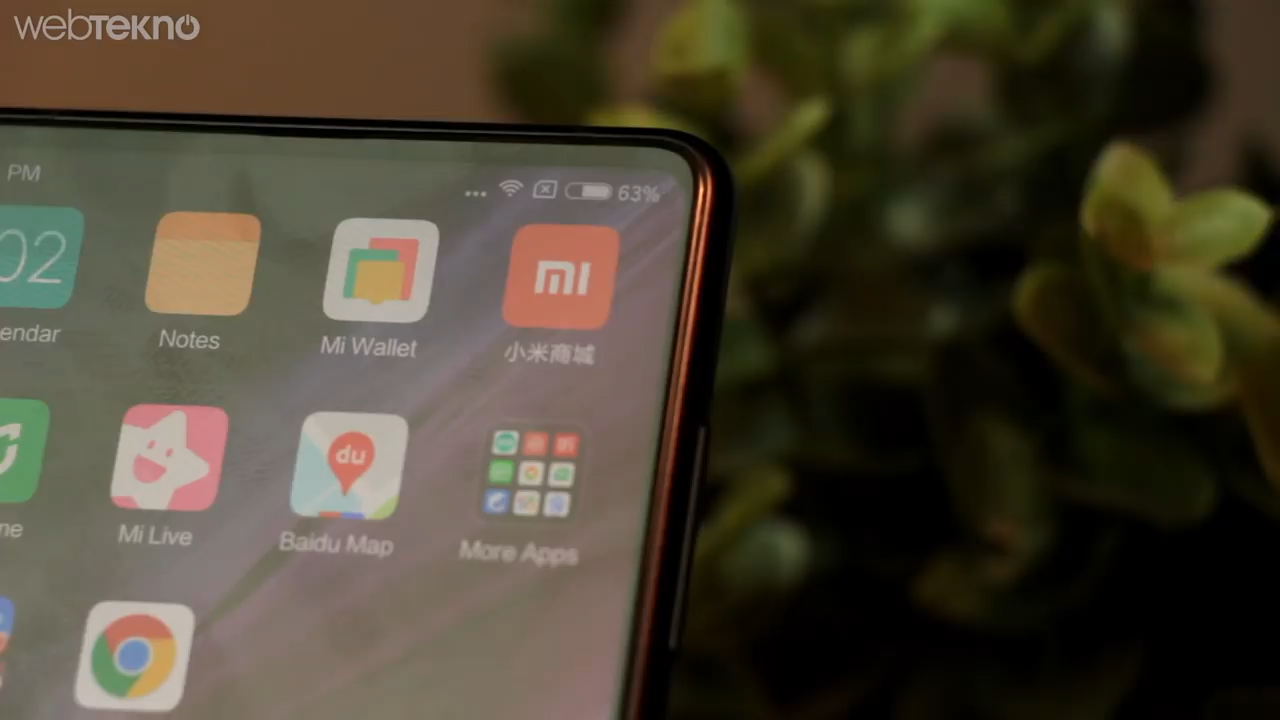 webTEKNO
PM
63%
02
mi
endar
Notes
Mi Wallet
小米商城
du
me
Mi Live
Baidu Map
More Apps